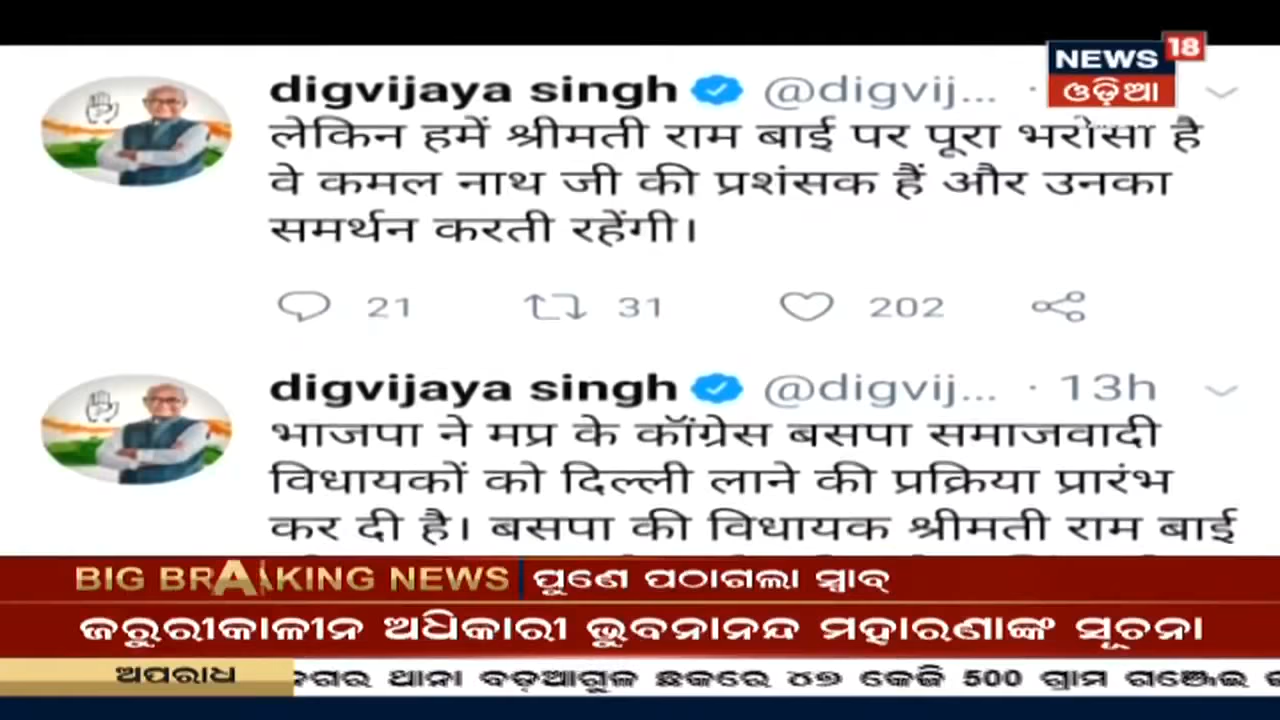 NEWS 18
ଓଡ଼ିଆ
digvijaya singh @digvij... ·
लेकिन हमें श्रीमती राम बाई पर पूरा भरोसा है
वे कमल नाथ जी की प्रशंसक हैं और उनका
समर्थन करती रहेंगी।
21 31 202
digvijaya singh @digvij... · 13h
भाजपा ने मप्र के कॉंग्रेस बसपा समाजवादी
विधायकों को दिल्ली लाने की प्रक्रिया प्रारंभ
कर दी है। बसपा की विधायक श्रीमती राम बाई
BIG BREAKING NEWS ପୁଣେ ପଠାଗଲା ସ୍ୱାବ୍
ଜରୁରୀକାଳୀନ ଅଧିକାରୀ ଭୁବନାନନ୍ଦ ମହାରଣାଙ୍କ ସୂଚନା
ଅପରାଧ ନଗର ଥାନା ବଡ଼ଆଗୁଳ ଛକରେ ୪୭ କେଜି 500 ଗ୍ରାମ ଗଞ୍ଜେଇ